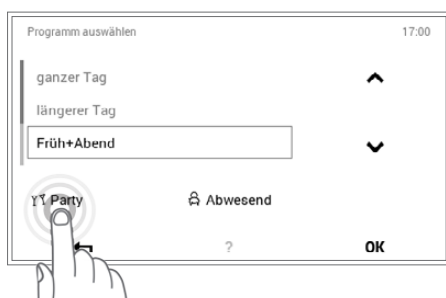 Programm auswählen 17:00
ganzer Tag
längerer Tag
Früh+Abend
Party Abwesend
? OK